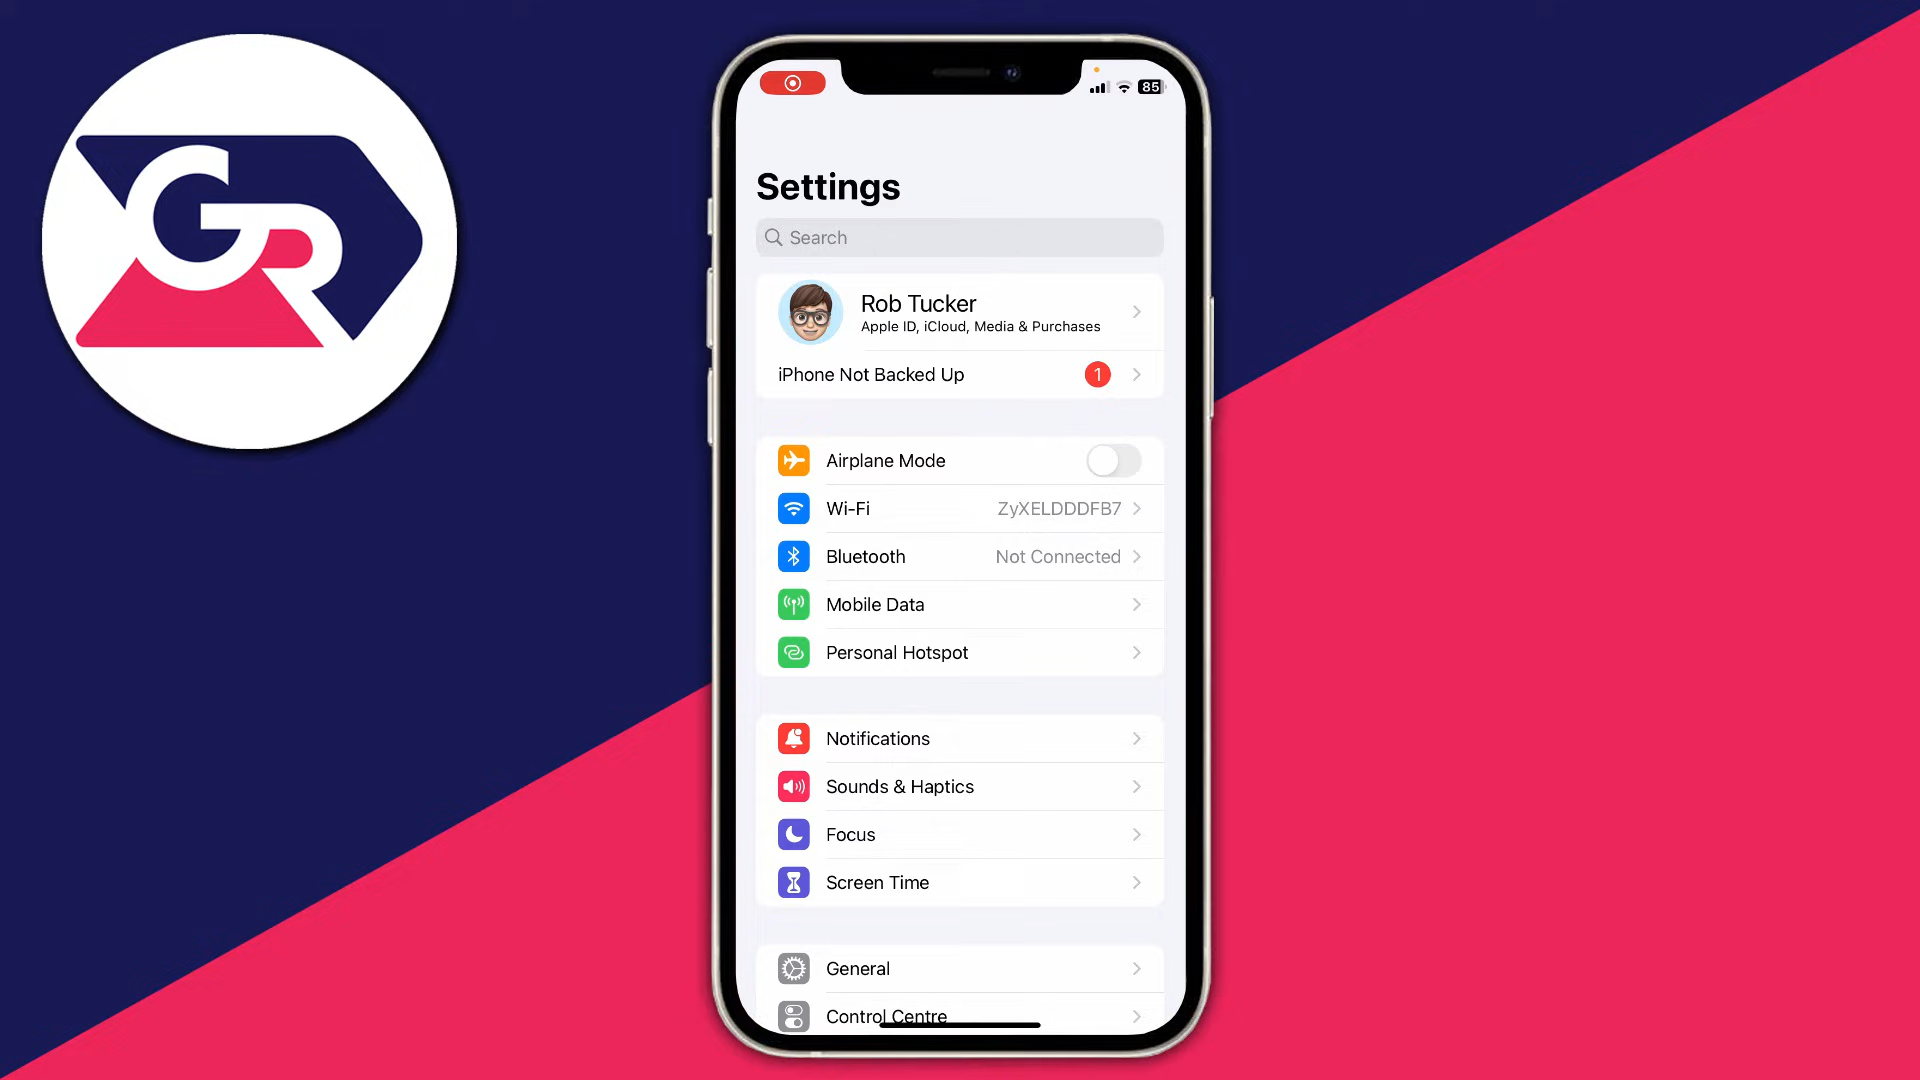 GR
85
Settings
Search
Rob Tucker
Apple ID, iCloud, Media & Purchases
iPhone Not Backed Up 1
Airplane Mode
Wi-Fi ZyXELDDDFB7
Bluetooth Not Connected
Mobile Data
Personal Hotspot
Notifications
Sounds & Haptics
Focus
Screen Time
General
Control Centre